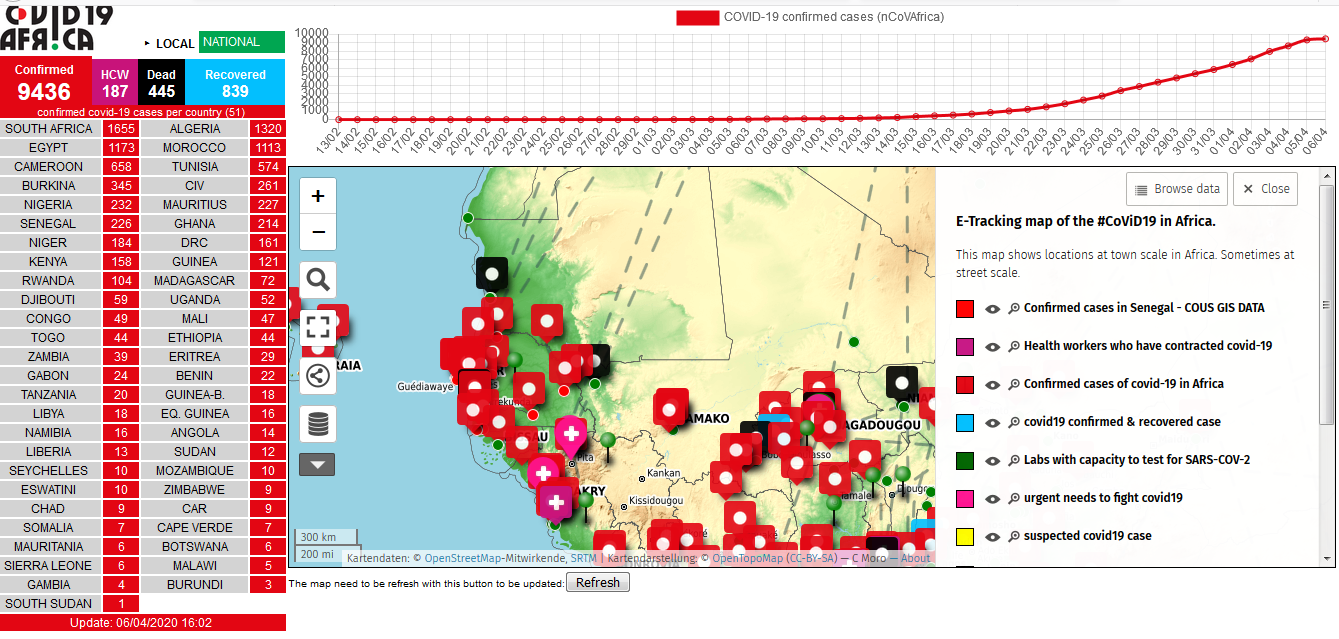 COVID19
AFRICA
▸ LOCAL NATIONAL
Confirmed
9436
HCW
187
Dead
445
Recovered
839
confirmed covid-19 cases per country (51)
SOUTH AFRICA 1655 ALGERIA 1320
EGYPT 1173 MOROCCO 1113
CAMEROON 658 TUNISIA 574
BURKINA 345 CIV 261
NIGERIA 232 MAURITIUS 227
SENEGAL 226 GHANA 214
NIGER 184 DRC 161
KENYA 158 GUINEA 121
RWANDA 104 MADAGASCAR 72
DJIBOUTI 59 UGANDA 52
CONGO 49 MALI 47
TOGO 44 ETHIOPIA 44
ZAMBIA 39 ERITREA 29
GABON 24 BENIN 22
TANZANIA 20 GUINEA-B. 18
LIBYA 18 EQ. GUINEA 16
NAMIBIA 16 ANGOLA 14
LIBERIA 13 SUDAN 12
SEYCHELLES 10 MOZAMBIQUE 10
ESWATINI 10 ZIMBABWE 9
CHAD 9 CAR 9
SOMALIA 7 CAPE VERDE 7
MAURITANIA 6 BOTSWANA 6
SIERRA LEONE 6 MALAWI 5
GAMBIA 4 BURUNDI 3
SOUTH SUDAN 1
Update: 06/04/2020 16:02
COVID-19 confirmed cases (nCoVAfrica)
10000
9000
8000
7000
6000
5000
4000
3000
2000
1000
0
13/02 14/02 15/02 16/02 17/02 18/02 19/02 20/02 21/02 22/02 23/02 24/02 25/02 26/02 27/02 28/02 29/02 01/03 02/03 03/03 04/03 05/03 06/03 07/03 08/03 09/03 10/03 11/03 12/03 13/03 14/03 15/03 16/03 17/03 18/03 19/03 20/03 21/03 22/03 23/03 24/03 25/03 26/03 27/03 28/03 29/03 30/03 31/03 01/04 02/04 03/04 04/04 05/04 06/04
+
−
RAIA
Guédiawaye
AMAKO
AGADOUGOU
EAU
Pita
Kankan
AKRY
Kissidougou
300 km
200 mi
Kartendaten: © OpenStreetMap-Mitwirkende, SRTM | Kartendarstellung: © OpenTopoMap (CC-BY-SA) — C Moro — About
The map need to be refresh with this button to be updated: Refresh
Browse data
✕ Close
E-Tracking map of the #CoViD19 in Africa.
This map shows locations at town scale in Africa. Sometimes at
street scale.
Confirmed cases in Senegal - COUS GIS DATA
Health workers who have contracted covid-19
Confirmed cases of covid-19 in Africa
covid19 confirmed & recovered case
Labs with capacity to test for SARS-COV-2
urgent needs to fight covid19
suspected covid19 case